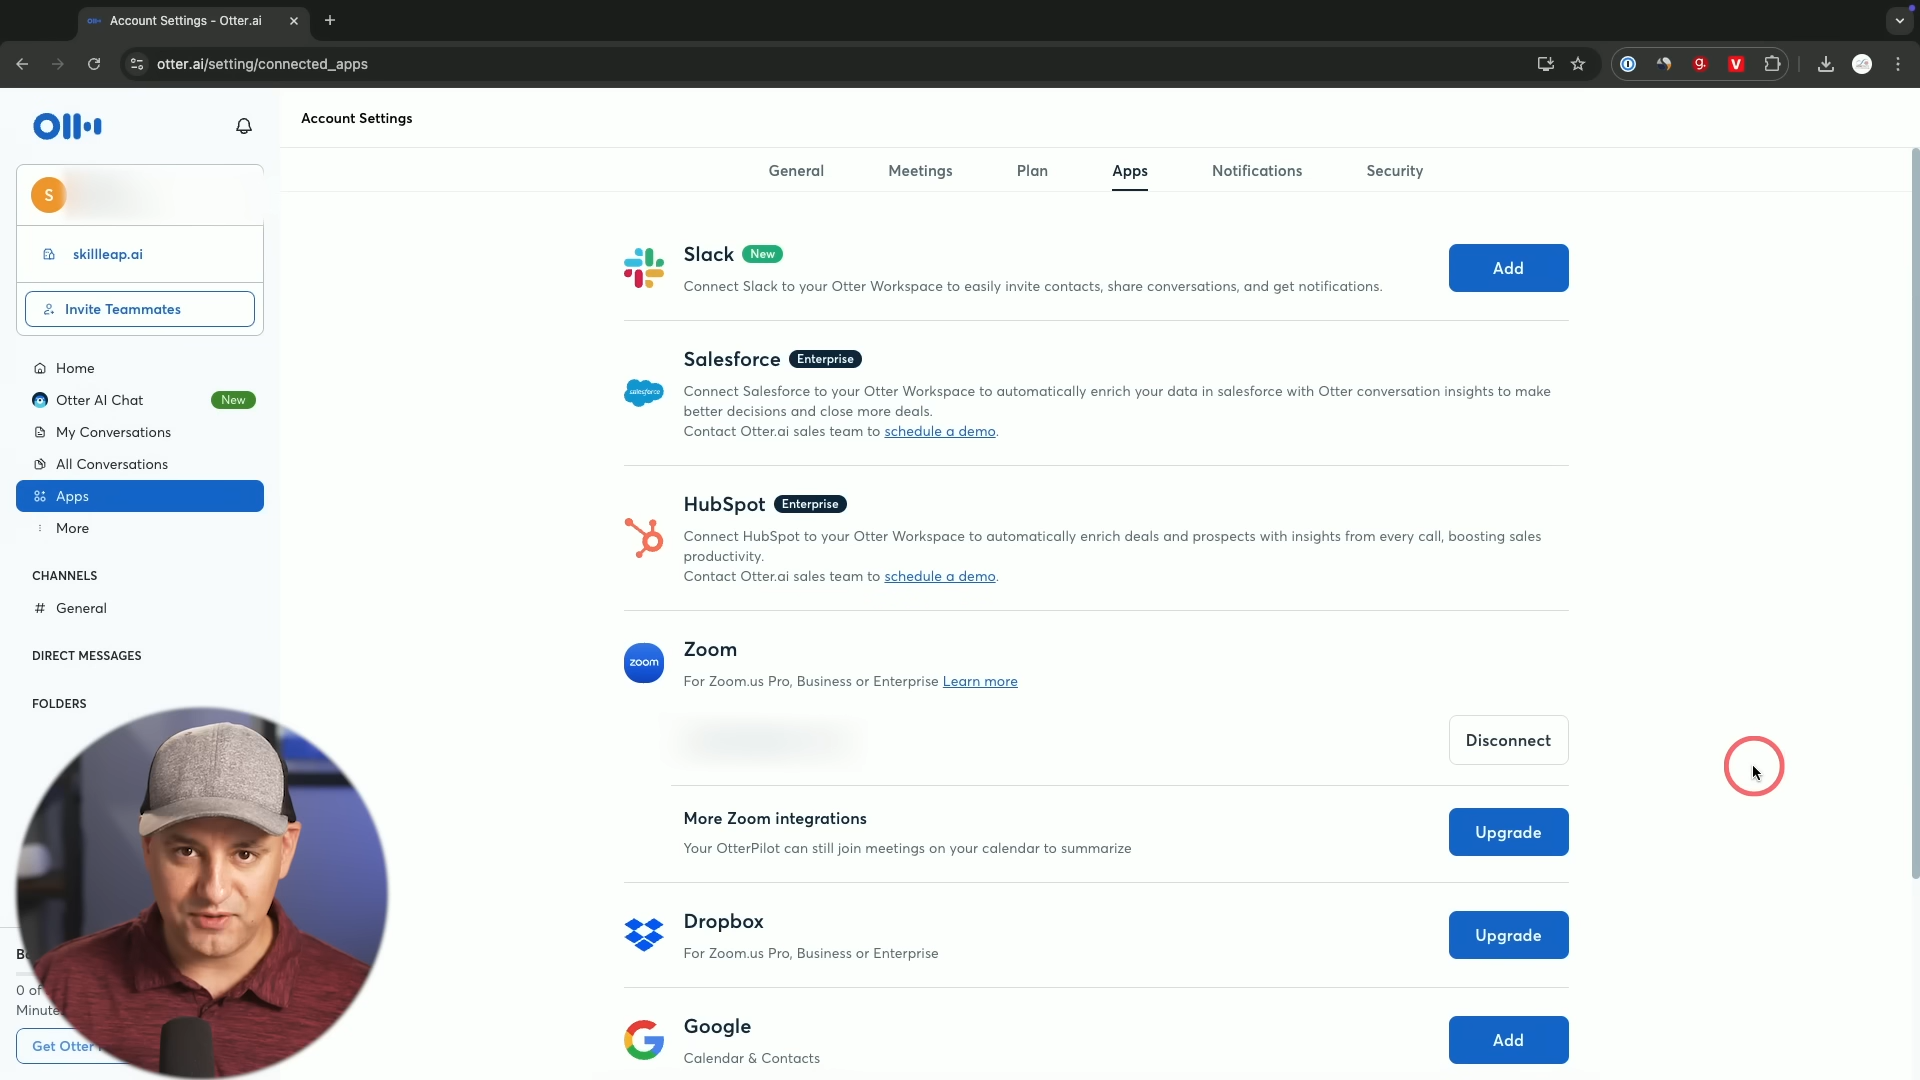 Account Settings - Otter.ai
otter.ai/setting/connected_apps
Account Settings
S
skillleap.ai
Invite Teammates
Home
Otter AI Chat New
My Conversations
All Conversations
Apps
More
CHANNELS
# General
DIRECT MESSAGES
FOLDERS
0 of
Get Otter
General Meetings Plan Apps Notifications Security
Slack New
Connect Slack to your Otter Workspace to easily invite contacts, share conversations, and get notifications.
Add
Salesforce Enterprise
salesforce
Connect Salesforce to your Otter Workspace to automatically enrich your data in salesforce with Otter conversation insights to make
better decisions and close more deals.
Contact Otter.ai sales team to schedule a demo.
HubSpot Enterprise
Connect HubSpot to your Otter Workspace to automatically enrich deals and prospects with insights from every call, boosting sales
productivity.
Contact Otter.ai sales team to schedule a demo.
zoom
Zoom
For Zoom.us Pro, Business or Enterprise Learn more
Disconnect
More Zoom integrations
Your OtterPilot can still join meetings on your calendar to summarize
Upgrade
Dropbox
For Zoom.us Pro, Business or Enterprise
Upgrade
Google
Calendar & Contacts
Add